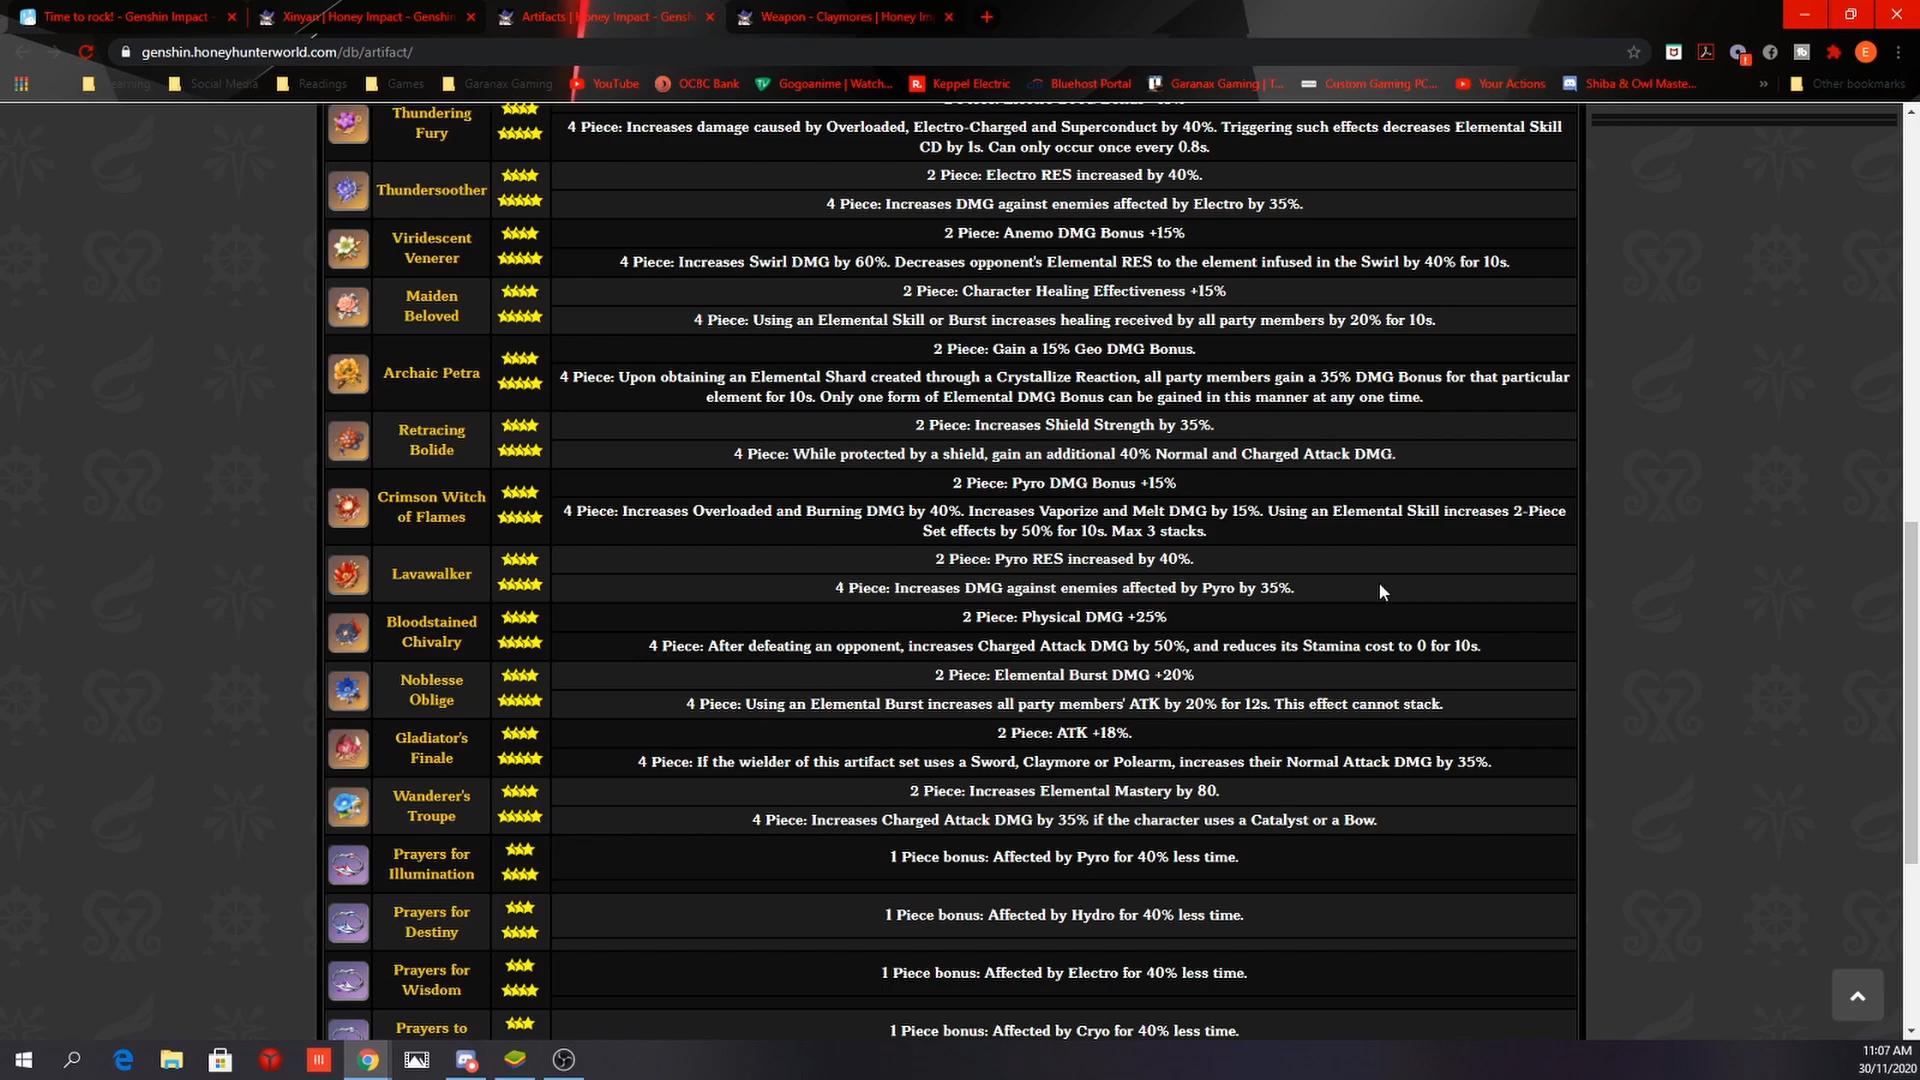 Time to rock! - Genshin Impact -
Xinyan | Honey Impact - Genshin
Artifacts | Honey Impact - Gensh
Weapon - Claymores | Honey Im
genshin.honeyhunterworld.com/db/artifact/
E
Learning
Social Media
Readings
Games
Garanax Gaming
YouTube
OCBC Bank
Gogoanime | Watch...
Keppel Electric
Bluehost Portal
Garanax Gaming | T...
Custom Gaming PC...
Your Actions
Shiba & Owl Maste...
»
Other bookmarks
Thundering Fury
4 Piece: Increases damage caused by Overloaded, Electro-Charged and Superconduct by 40%. Triggering such effects decreases Elemental Skill
CD by 1s. Can only occur once every 0.8s.
Thundersoother
2 Piece: Electro RES increased by 40%.
4 Piece: Increases DMG against enemies affected by Electro by 35%.
Viridescent Venerer
2 Piece: Anemo DMG Bonus +15%
4 Piece: Increases Swirl DMG by 60%. Decreases opponent's Elemental RES to the element infused in the Swirl by 40% for 10s.
Maiden Beloved
2 Piece: Character Healing Effectiveness +15%
4 Piece: Using an Elemental Skill or Burst increases healing received by all party members by 20% for 10s.
Archaic Petra
2 Piece: Gain a 15% Geo DMG Bonus.
4 Piece: Upon obtaining an Elemental Shard created through a Crystallize Reaction, all party members gain a 35% DMG Bonus for that particular
element for 10s. Only one form of Elemental DMG Bonus can be gained in this manner at any one time.
Retracing Bolide
2 Piece: Increases Shield Strength by 35%.
4 Piece: While protected by a shield, gain an additional 40% Normal and Charged Attack DMG.
Crimson Witch of Flames
2 Piece: Pyro DMG Bonus +15%
4 Piece: Increases Overloaded and Burning DMG by 40%. Increases Vaporize and Melt DMG by 15%. Using an Elemental Skill increases 2-Piece
Set effects by 50% for 10s. Max 3 stacks.
Lavawalker
2 Piece: Pyro RES increased by 40%.
4 Piece: Increases DMG against enemies affected by Pyro by 35%.
Bloodstained Chivalry
2 Piece: Physical DMG +25%
4 Piece: After defeating an opponent, increases Charged Attack DMG by 50%, and reduces its Stamina cost to 0 for 10s.
Noblesse Oblige
2 Piece: Elemental Burst DMG +20%
4 Piece: Using an Elemental Burst increases all party members' ATK by 20% for 12s. This effect cannot stack.
Gladiator's Finale
2 Piece: ATK +18%.
4 Piece: If the wielder of this artifact set uses a Sword, Claymore or Polearm, increases their Normal Attack DMG by 35%.
Wanderer's Troupe
2 Piece: Increases Elemental Mastery by 80.
4 Piece: Increases Charged Attack DMG by 35% if the character uses a Catalyst or a Bow.
Prayers for Illumination
1 Piece bonus: Affected by Pyro for 40% less time.
Prayers for Destiny
1 Piece bonus: Affected by Hydro for 40% less time.
Prayers for Wisdom
1 Piece bonus: Affected by Electro for 40% less time.
Prayers to
1 Piece bonus: Affected by Cryo for 40% less time.
11:07 AM
30/11/2020